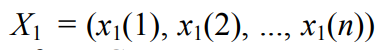 X₁ = (x₁(1), x₁(2), ..., x₁(n))